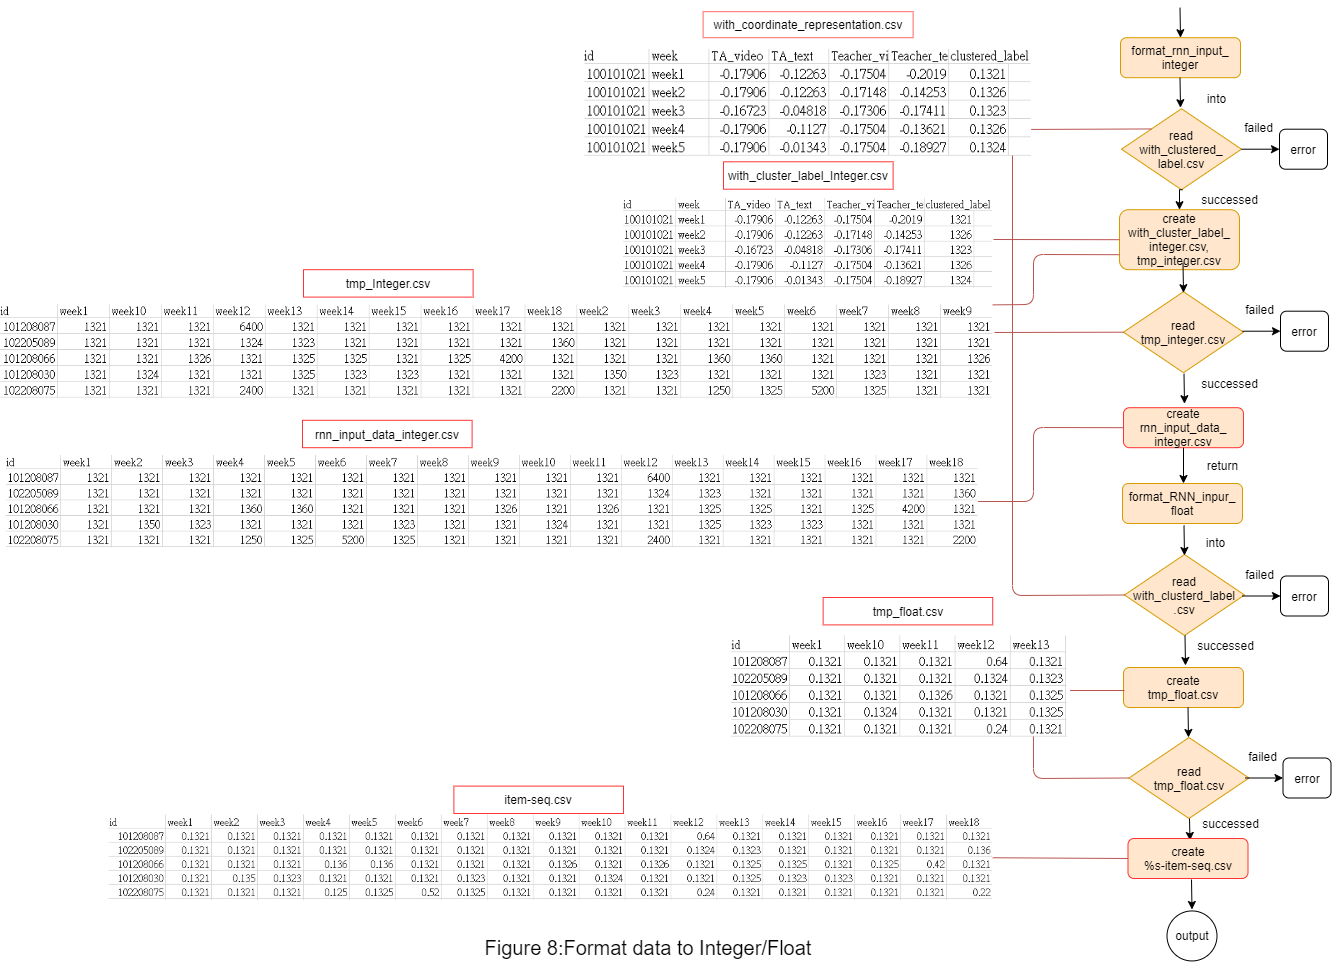 with_coordinate_representation.csv
id week TA_video TA_text Teacher_vi Teacher_te clustered_label
100101021 week1 -0.17906 -0.12263 -0.17504 -0.2019 0.1321
100101021 week2 -0.17906 -0.12263 -0.17148 -0.14253 0.1326
100101021 week3 -0.16723 -0.04818 -0.17306 -0.17411 0.1323
100101021 week4 -0.17906 -0.1127 -0.17504 -0.13621 0.1326
100101021 week5 -0.17906 -0.01343 -0.17504 -0.18927 0.1324
with_cluster_label_Integer.csv
id week TA_video TA_text Teacher_vi Teacher_te clustered_label
100101021 week1 -0.17906 -0.12263 -0.17504 -0.2019 1321
100101021 week2 -0.17906 -0.12263 -0.17148 -0.14253 1326
100101021 week3 -0.16723 -0.04818 -0.17306 -0.17411 1323
100101021 week4 -0.17906 -0.1127 -0.17504 -0.13621 1326
100101021 week5 -0.17906 -0.01343 -0.17504 -0.18927 1324
tmp_Integer.csv
id week1 week10 week11 week12 week13 week14 week15 week16 week17 week18 week2 week3 week4 week5 week6 week7 week8 week9
101208087 1321 1321 1321 6400 1321 1321 1321 1321 1321 1321 1321 1321 1321 1321 1321 1321 1321 1321
102205089 1321 1321 1321 1324 1323 1321 1321 1321 1321 1360 1321 1321 1321 1321 1321 1321 1321 1321
101208066 1321 1321 1326 1321 1325 1325 1321 1325 4200 1321 1321 1321 1360 1360 1321 1321 1321 1326
101208030 1321 1324 1321 1321 1325 1323 1323 1321 1321 1321 1350 1323 1321 1321 1321 1321 1323 1321
102208075 1321 1321 1321 2400 1321 1321 1321 1321 1321 2200 1321 1321 1250 1325 5200 1325 1321 1321
rnn_input_data_integer.csv
id week1 week2 week3 week4 week5 week6 week7 week8 week9 week10 week11 week12 week13 week14 week15 week16 week17 week18
101208087 1321 1321 1321 1321 1321 1321 1321 1321 1321 1321 1321 6400 1321 1321 1321 1321 1321 1321
102205089 1321 1321 1321 1321 1321 1321 1321 1321 1321 1321 1321 1324 1323 1321 1321 1321 1321 1360
101208066 1321 1321 1321 1360 1360 1321 1321 1321 1326 1321 1326 1321 1325 1325 1321 1325 4200 1321
101208030 1321 1350 1323 1321 1321 1321 1323 1321 1321 1324 1321 1321 1325 1323 1323 1321 1321 1321
102208075 1321 1321 1321 1250 1325 5200 1325 1321 1321 1321 1321 2400 1321 1321 1321 1321 1321 2200
tmp_float.csv
id week1 week10 week11 week12 week13
101208087 0.1321 0.1321 0.1321 0.64 0.1321
102205089 0.1321 0.1321 0.1321 0.1324 0.1323
101208066 0.1321 0.1321 0.1326 0.1321 0.1325
101208030 0.1321 0.1324 0.1321 0.1321 0.1325
102208075 0.1321 0.1321 0.1321 0.24 0.1321
item-seq.csv
id week1 week2 week3 week4 week5 week6 week7 week8 week9 week10 week11 week12 week13 week14 week15 week16 week17 week18
101208087 0.1321 0.1321 0.1321 0.1321 0.1321 0.1321 0.1321 0.1321 0.1321 0.1321 0.1321 0.64 0.1321 0.1321 0.1321 0.1321 0.1321 0.1321
102205089 0.1321 0.1321 0.1321 0.1321 0.1321 0.1321 0.1321 0.1321 0.1321 0.1321 0.1321 0.1324 0.1323 0.1321 0.1321 0.1321 0.1321 0.136
101208066 0.1321 0.1321 0.1321 0.136 0.136 0.1321 0.1321 0.1321 0.1326 0.1321 0.1326 0.1321 0.1325 0.1325 0.1321 0.1325 0.42 0.1321
101208030 0.1321 0.135 0.1323 0.1321 0.1321 0.1321 0.1323 0.1321 0.1321 0.1324 0.1321 0.1321 0.1325 0.1323 0.1323 0.1321 0.1321 0.1321
102208075 0.1321 0.1321 0.1321 0.125 0.1325 0.52 0.1325 0.1321 0.1321 0.1321 0.1321 0.24 0.1321 0.1321 0.1321 0.1321 0.1321 0.22
format_rnn_input_
integer
into
read
with_clustered_
label.csv
failed
error
successed
create
with_cluster_label_
integer.csv,
tmp_integer.csv
read
tmp_integer.csv
failed
error
successed
create
rnn_input_data_
integer.csv
return
format_RNN_inpur_
float
into
read
with_clusterd_label
.csv
failed
error
successed
create
tmp_float.csv
read
tmp_float.csv
failed
error
successed
create
%s-item-seq.csv
output
Figure 8:Format data to Integer/Float